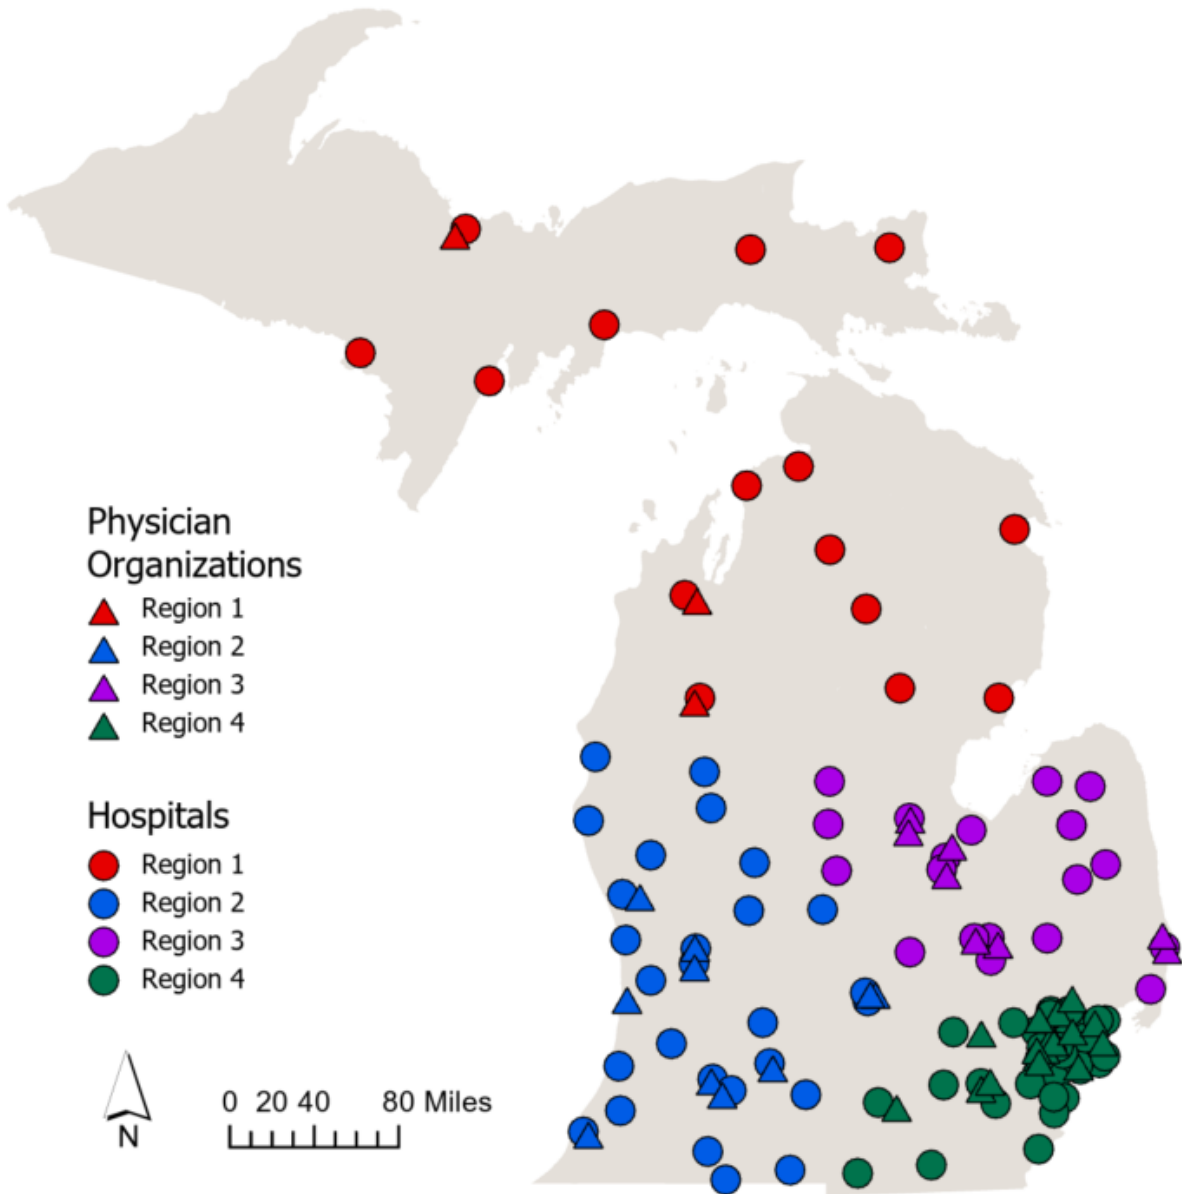 Physician
Organizations
Region 1
Region 2
Region 3
Region 4
Hospitals
Region 1
Region 2
Region 3
Region 4
N
0 20 40 80 Miles